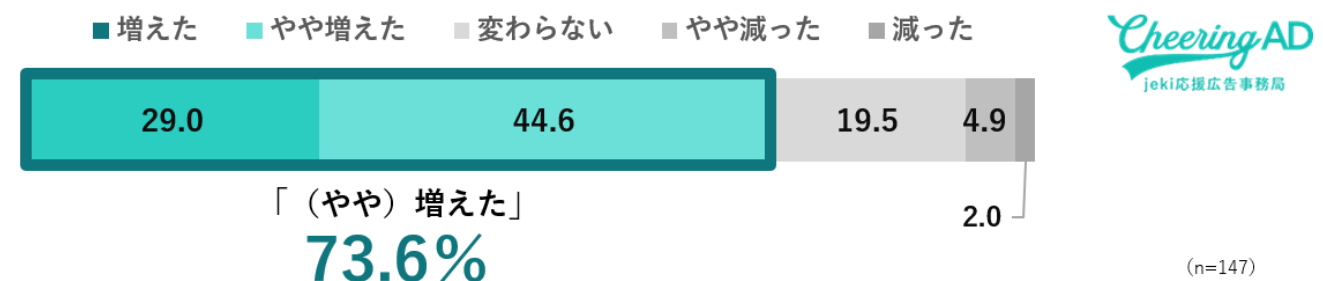 ■増えた ■やや増えた ■変わらない ■やや減った ■減った
CheeringAD
jeki応援広告事務局
29.0 44.6 19.5 4.9
2.0
「（やや）増えた」
73.6%
（n=147）